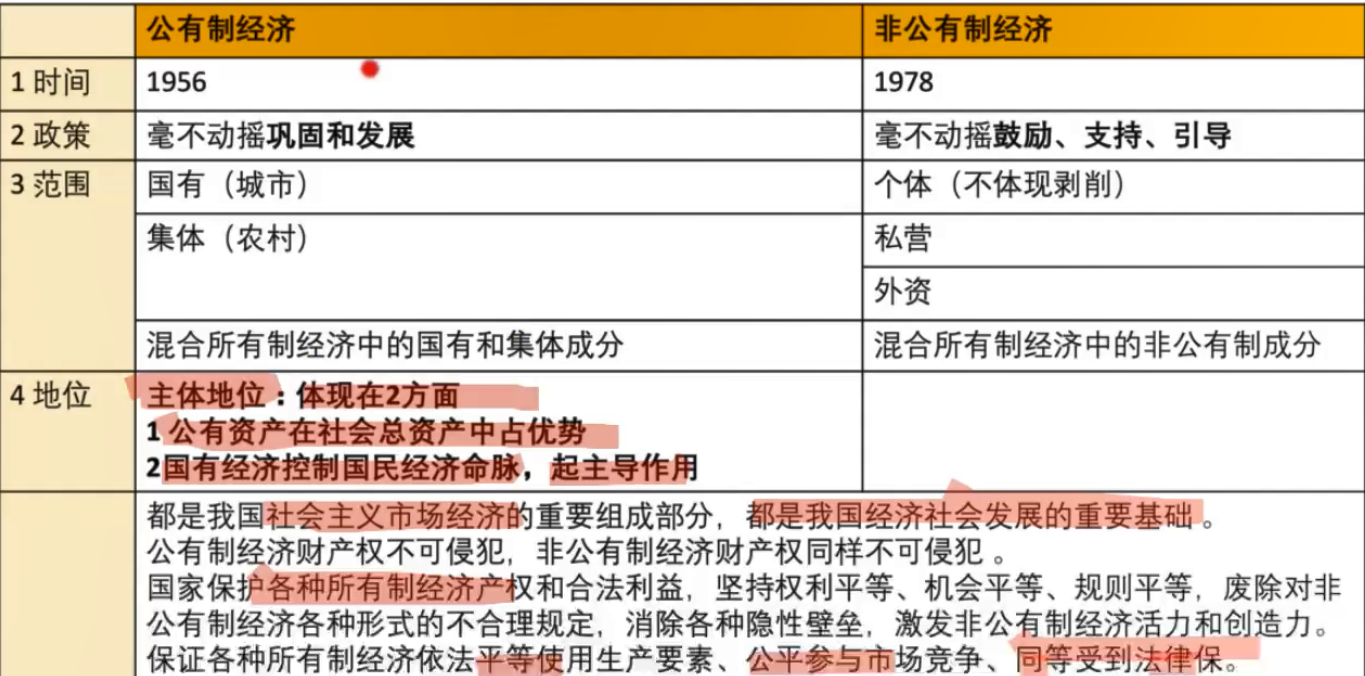 公有制经济 非公有制经济
1 时间 1956 1978
2 政策 毫不动摇巩固和发展 毫不动摇鼓励、支持、引导
3 范围 国有（城市） 个体（不体现剥削）
集体（农村） 私营
外资
混合所有制经济中的国有和集体成分 混合所有制经济中的非公有制成分
4 地位 主体地位：体现在2方面
1 公有资产在社会总资产中占优势
2国有经济控制国民经济命脉，起主导作用
都是我国社会主义市场经济的重要组成部分，都是我国经济社会发展的重要基础 。
公有制经济财产权不可侵犯，非公有制经济财产权同样不可侵犯 。
国家保护各种所有制经济产权和合法利益，坚持权利平等、机会平等、规则平等，废除对非
公有制经济各种形式的不合理规定，消除各种隐性壁垒，激发非公有制经济活力和创造力。
保证各种所有制经济依法平等使用生产要素、公平参与市场竞争、同等受到法律保。